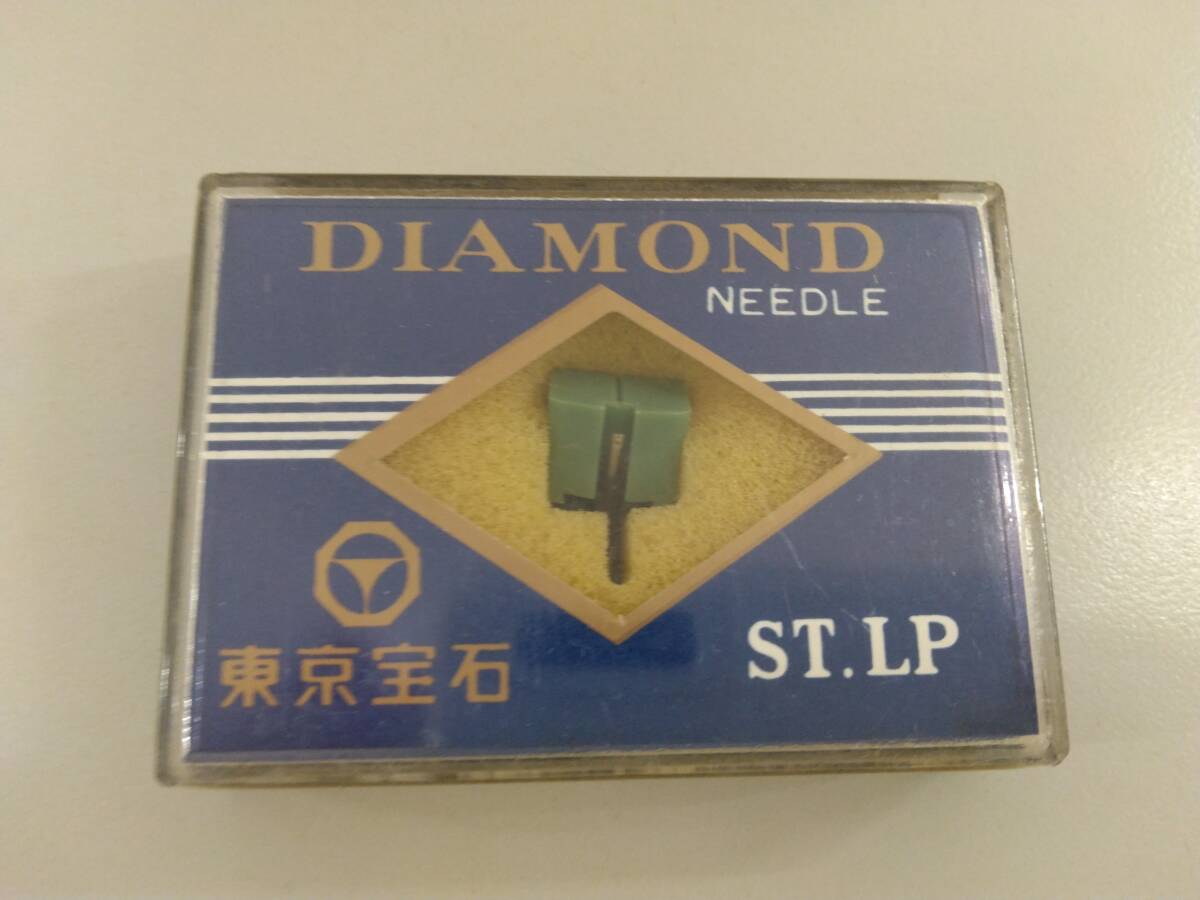 DIAMOND
NEEDLE
東京宝石
ST.LP